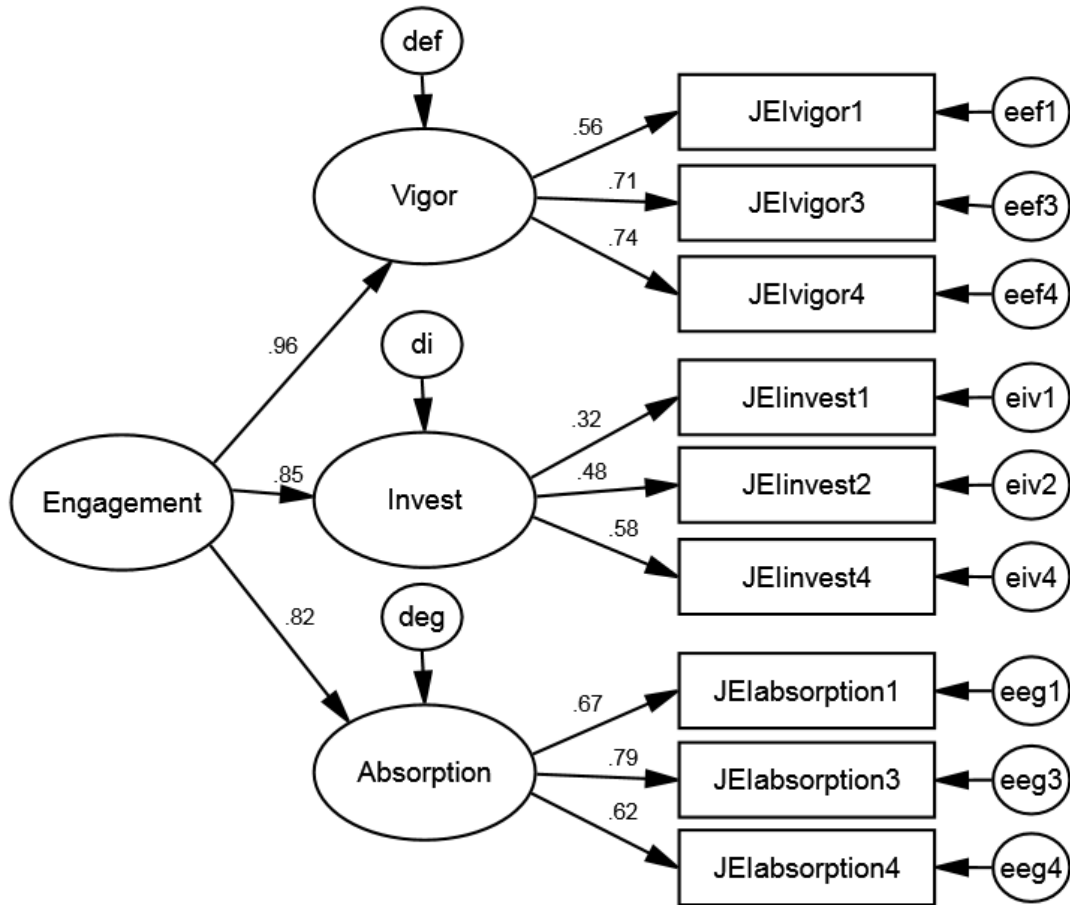 def
Vigor
.56
.71
.74
JEIvigor1
JEIvigor3
JEIvigor4
eef1
eef3
eef4
.96
di
.85
Engagement
Invest
.32
.48
.58
JEIinvest1
JEIinvest2
JEIinvest4
eiv1
eiv2
eiv4
.82
deg
Absorption
.67
.79
.62
JEIabsorption1
JEIabsorption3
JEIabsorption4
eeg1
eeg3
eeg4